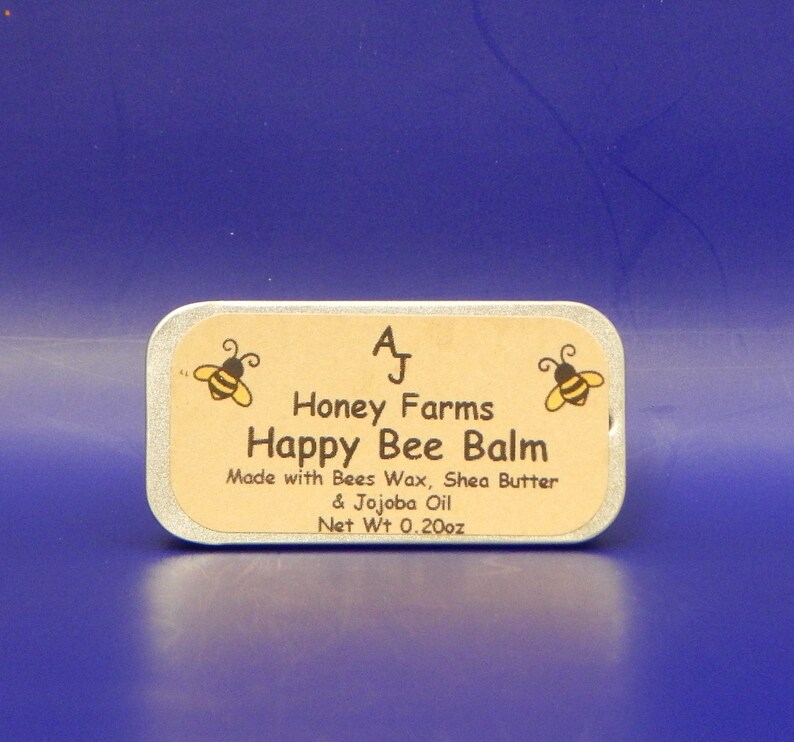 AJ
Honey Farms
Happy Bee Balm
Made with Bees Wax, Shea Butter
& Jojoba Oil
Net Wt 0.20oz